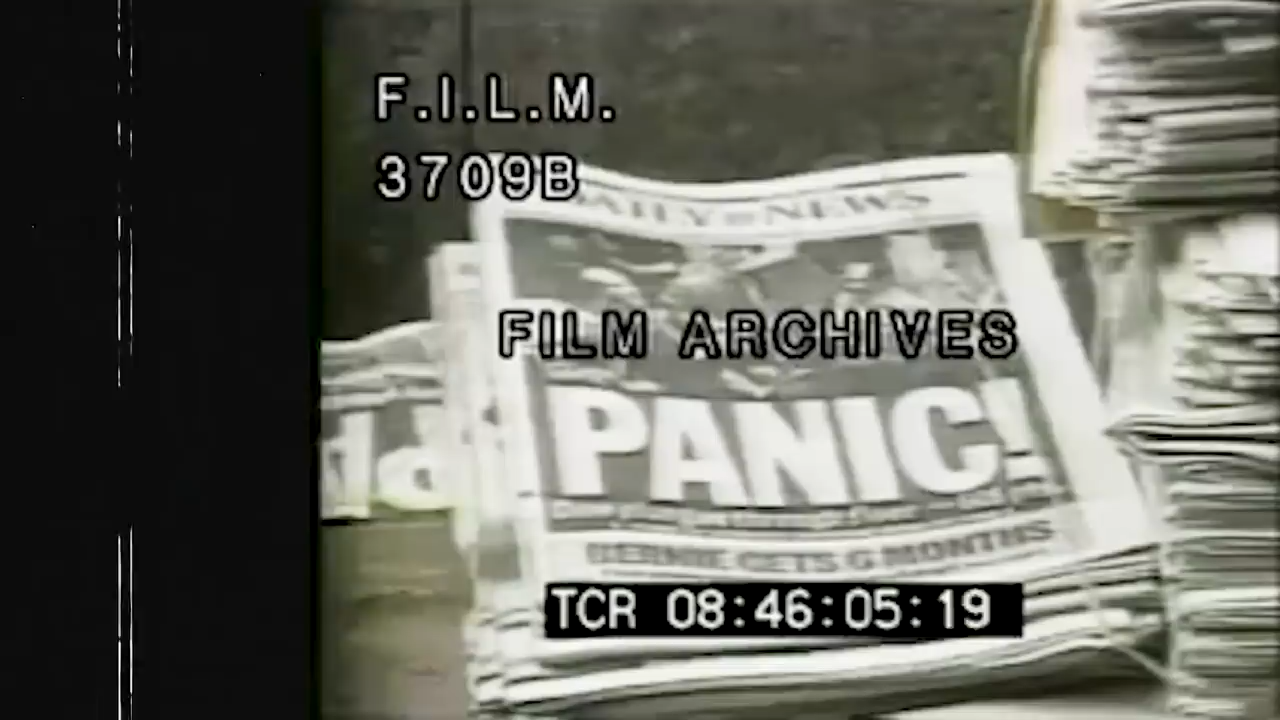 F.I.L.M.
3709B
DAILY NEWS
FILM ARCHIVES
PANIC!
BERNIE GETS 6 MONTHS
TCR 08:46:05:19